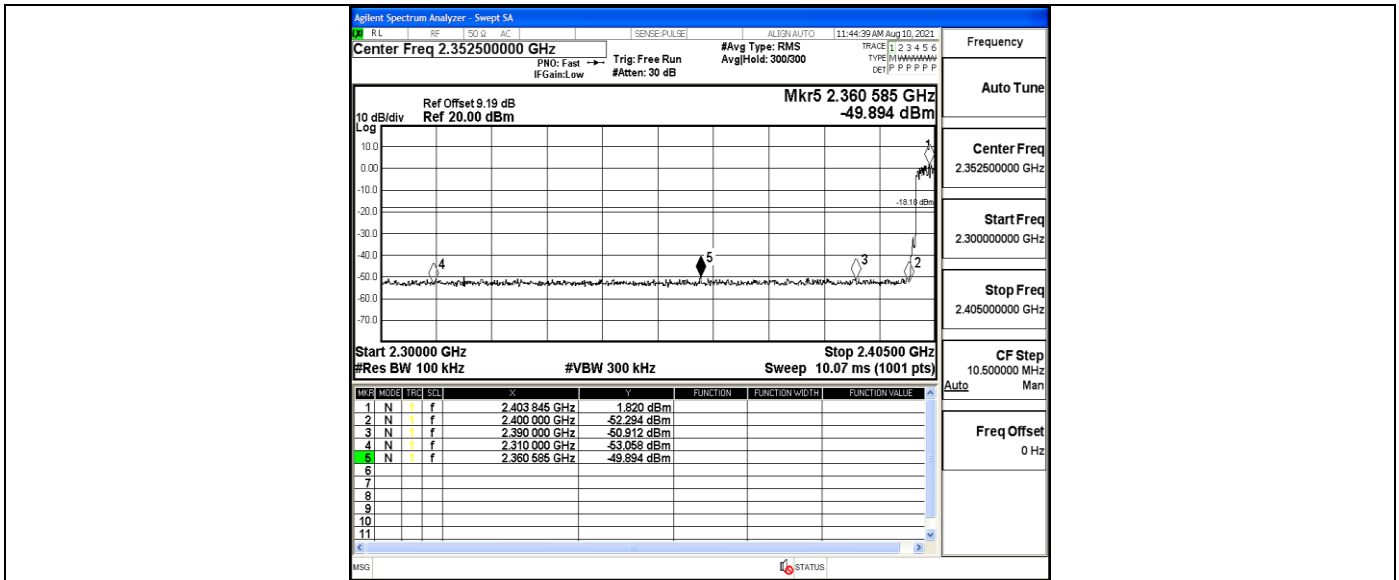 Agilent Spectrum Analyzer - Swept SA
RL RF 50 Ω AC SENSE:PULSE ALIGN AUTO 11:44:39 AM Aug 10, 2021
Center Freq 2.352500000 GHz
PNO: Fast
IFGain:Low
Trig: Free Run
#Atten: 30 dB
#Avg Type: RMS
Avg|Hold: 300/300
TRACE 1 2 3 4 5 6
TYPE M
DET P P P P P P
Mkr5 2.360 585 GHz
-49.894 dBm
Ref Offset 9.19 dB
10 dB/div Ref 20.00 dBm
Log
10.0
0.00
-10.0
-20.0
-30.0
-40.0
-50.0
-60.0
-70.0
1
-18.18 dBm
4
5
3
2
Start 2.30000 GHz Stop 2.40500 GHz
#Res BW 100 kHz #VBW 300 kHz Sweep 10.07 ms (1001 pts)
MKR MODE TRC SCL X Y FUNCTION FUNCTION WIDTH FUNCTION VALUE
1 N 1 f 2.403 845 GHz 1.820 dBm
2 N 1 f 2.400 000 GHz -52.294 dBm
3 N 1 f 2.390 000 GHz -50.912 dBm
4 N 1 f 2.310 000 GHz -53.058 dBm
5 N 1 f 2.360 585 GHz -49.894 dBm
6
7
8
9
10
11
MSG STATUS
Frequency
Auto Tune
Center Freq
2.352500000 GHz
Start Freq
2.300000000 GHz
Stop Freq
2.405000000 GHz
CF Step
10.500000 MHz
Auto Man
Freq Offset
0 Hz